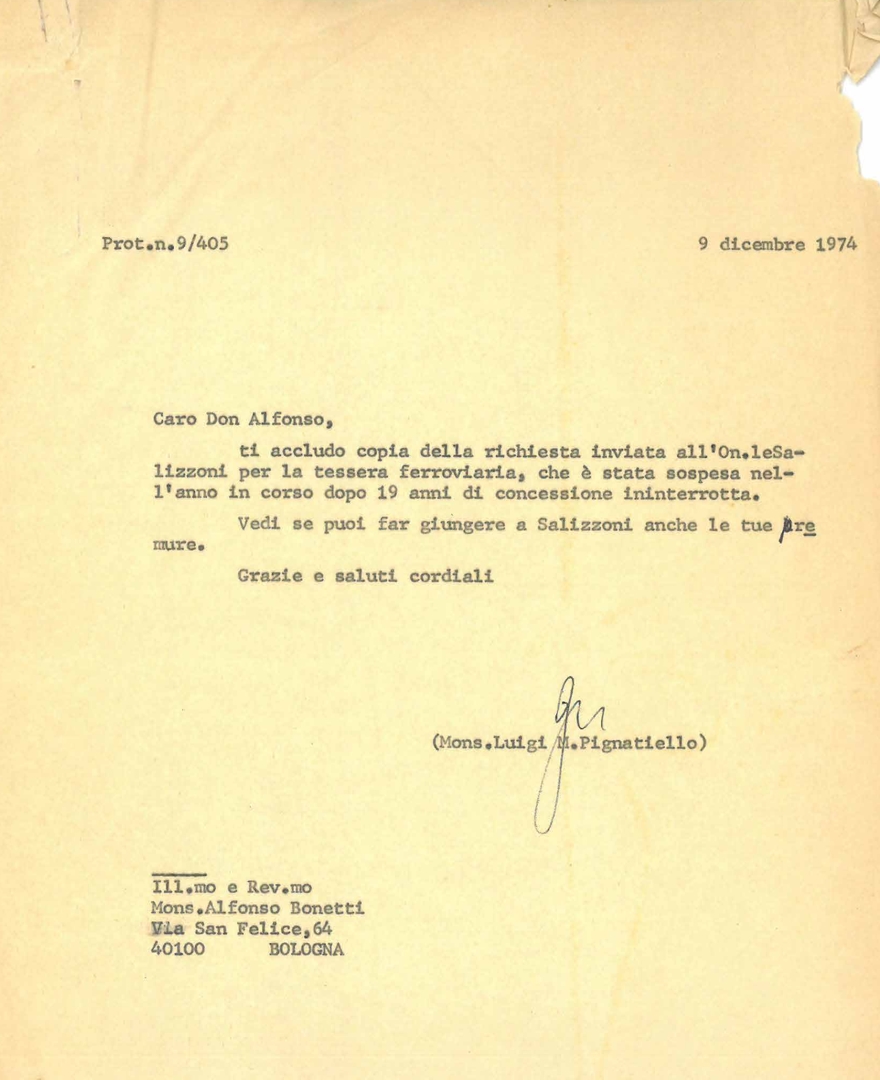 Prot.n.9/405 9 dicembre 1974
Caro Don Alfonso,
ti accludo copia della richiesta inviata all'On.leSa-
lizzoni per la tessera ferroviaria, che è stata sospesa nel-
l'anno in corso dopo 19 anni di concessione ininterrotta.
Vedi se puoi far giungere a Salizzoni anche le tue pre
mure.
Grazie e saluti cordiali
(Mons.Luigi M.Pignatiello)
Ill.mo e Rev.mo
Mons.Alfonso Bonetti
Via San Felice,64
40100 BOLOGNA